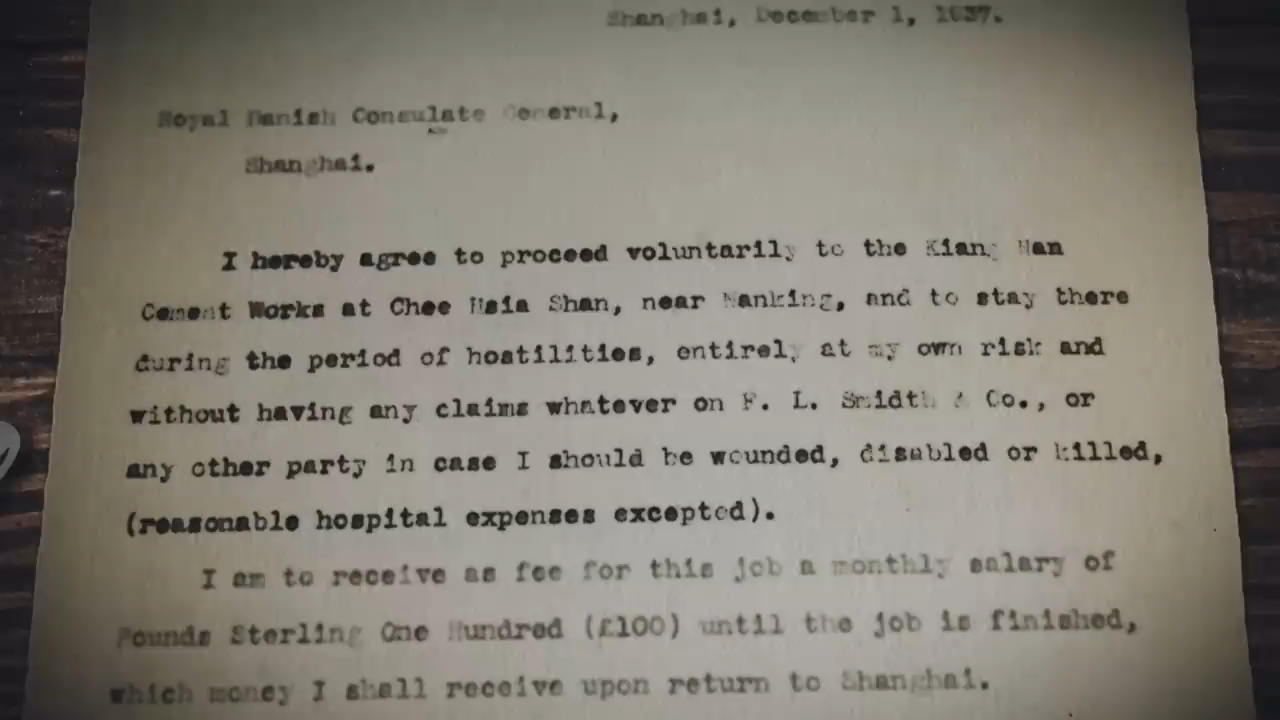 Shanghai, December 1, 1937.
Royal Danish Consulate General,
Shanghai.
I hereby agree to proceed voluntarily to the Kiang Nan
Cement Works at Chee Hsia Shan, near Nanking, and to stay there
during the period of hostilities, entirely at my own risk and
without having any claims whatever on F. L. Smidth & Co., or
any other party in case I should be wounded, disabled or killed,
(reasonable hospital expenses excepted).
I am to receive as fee for this job a monthly salary of
Pounds Sterling One Hundred (£100) until the job is finished,
which money I shall receive upon return to Shanghai.